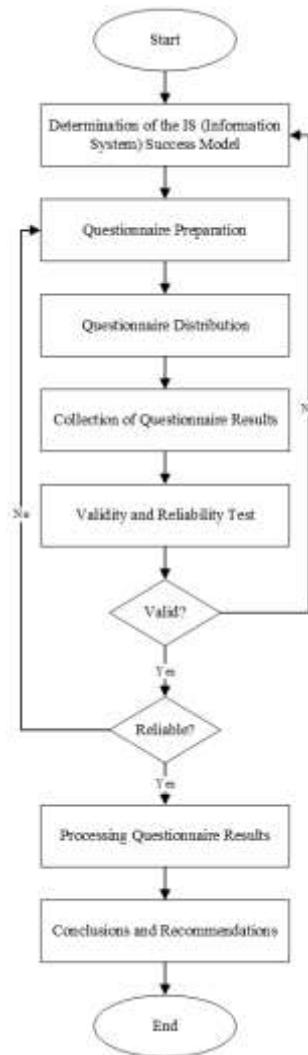 Start
Determination of the IS (Information
System) Success Model
Questionnaire Preparation
Questionnaire Distribution
Collection of Questionnaire Results
Validity and Reliability Test
No
Valid?
Yes
Reliable?
Yes
Processing Questionnaire Results
Conclusions and Recommendations
End